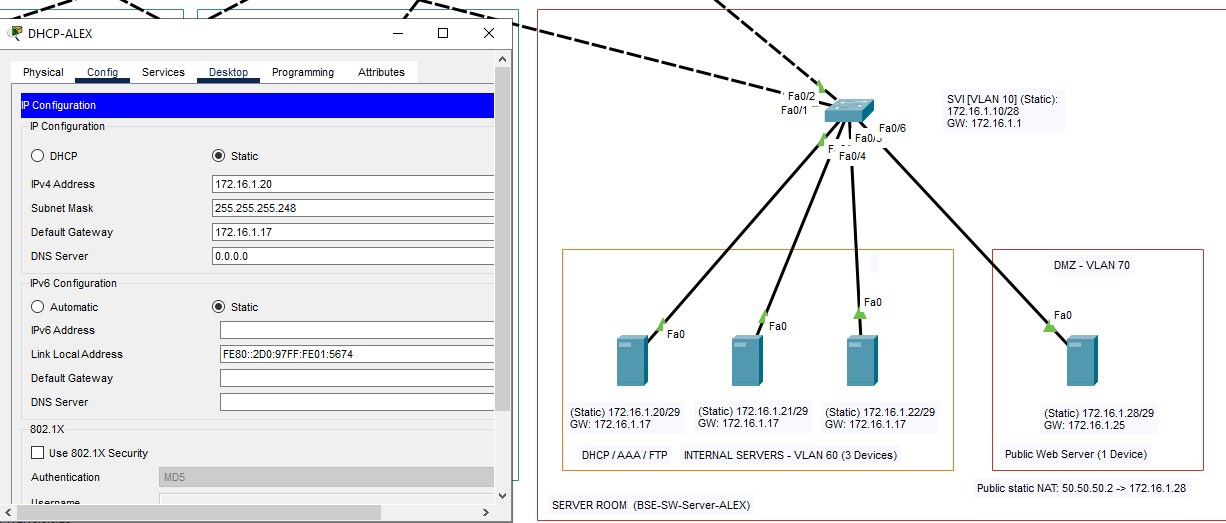 DHCP-ALEX
Physical Config Services Desktop Programming Attributes
IP Configuration
IP Configuration
DHCP Static
IPv4 Address 172.16.1.20
Subnet Mask 255.255.255.248
Default Gateway 172.16.1.17
DNS Server 0.0.0.0
IPv6 Configuration
Automatic Static
IPv6 Address
Link Local Address FE80::2D0:97FF:FE01:5674
Default Gateway
DNS Server
802.1X
Use 802.1X Security
Authentication MD5
Username
Fa0/2
Fa0/1
Fa0/6
Fa0/4
SVI [VLAN 10] (Static):
172.16.1.10/28
GW: 172.16.1.1
DMZ - VLAN 70
Fa0
Fa0
Fa0
Fa0
(Static) 172.16.1.20/29
GW: 172.16.1.17
(Static) 172.16.1.21/29
GW: 172.16.1.17
(Static) 172.16.1.22/29
GW: 172.16.1.17
(Static) 172.16.1.28/29
GW: 172.16.1.25
DHCP / AAA / FTP INTERNAL SERVERS - VLAN 60 (3 Devices)
Public Web Server (1 Device)
Public static NAT: 50.50.50.2 -> 172.16.1.28
SERVER ROOM (BSE-SW-Server-ALEX)